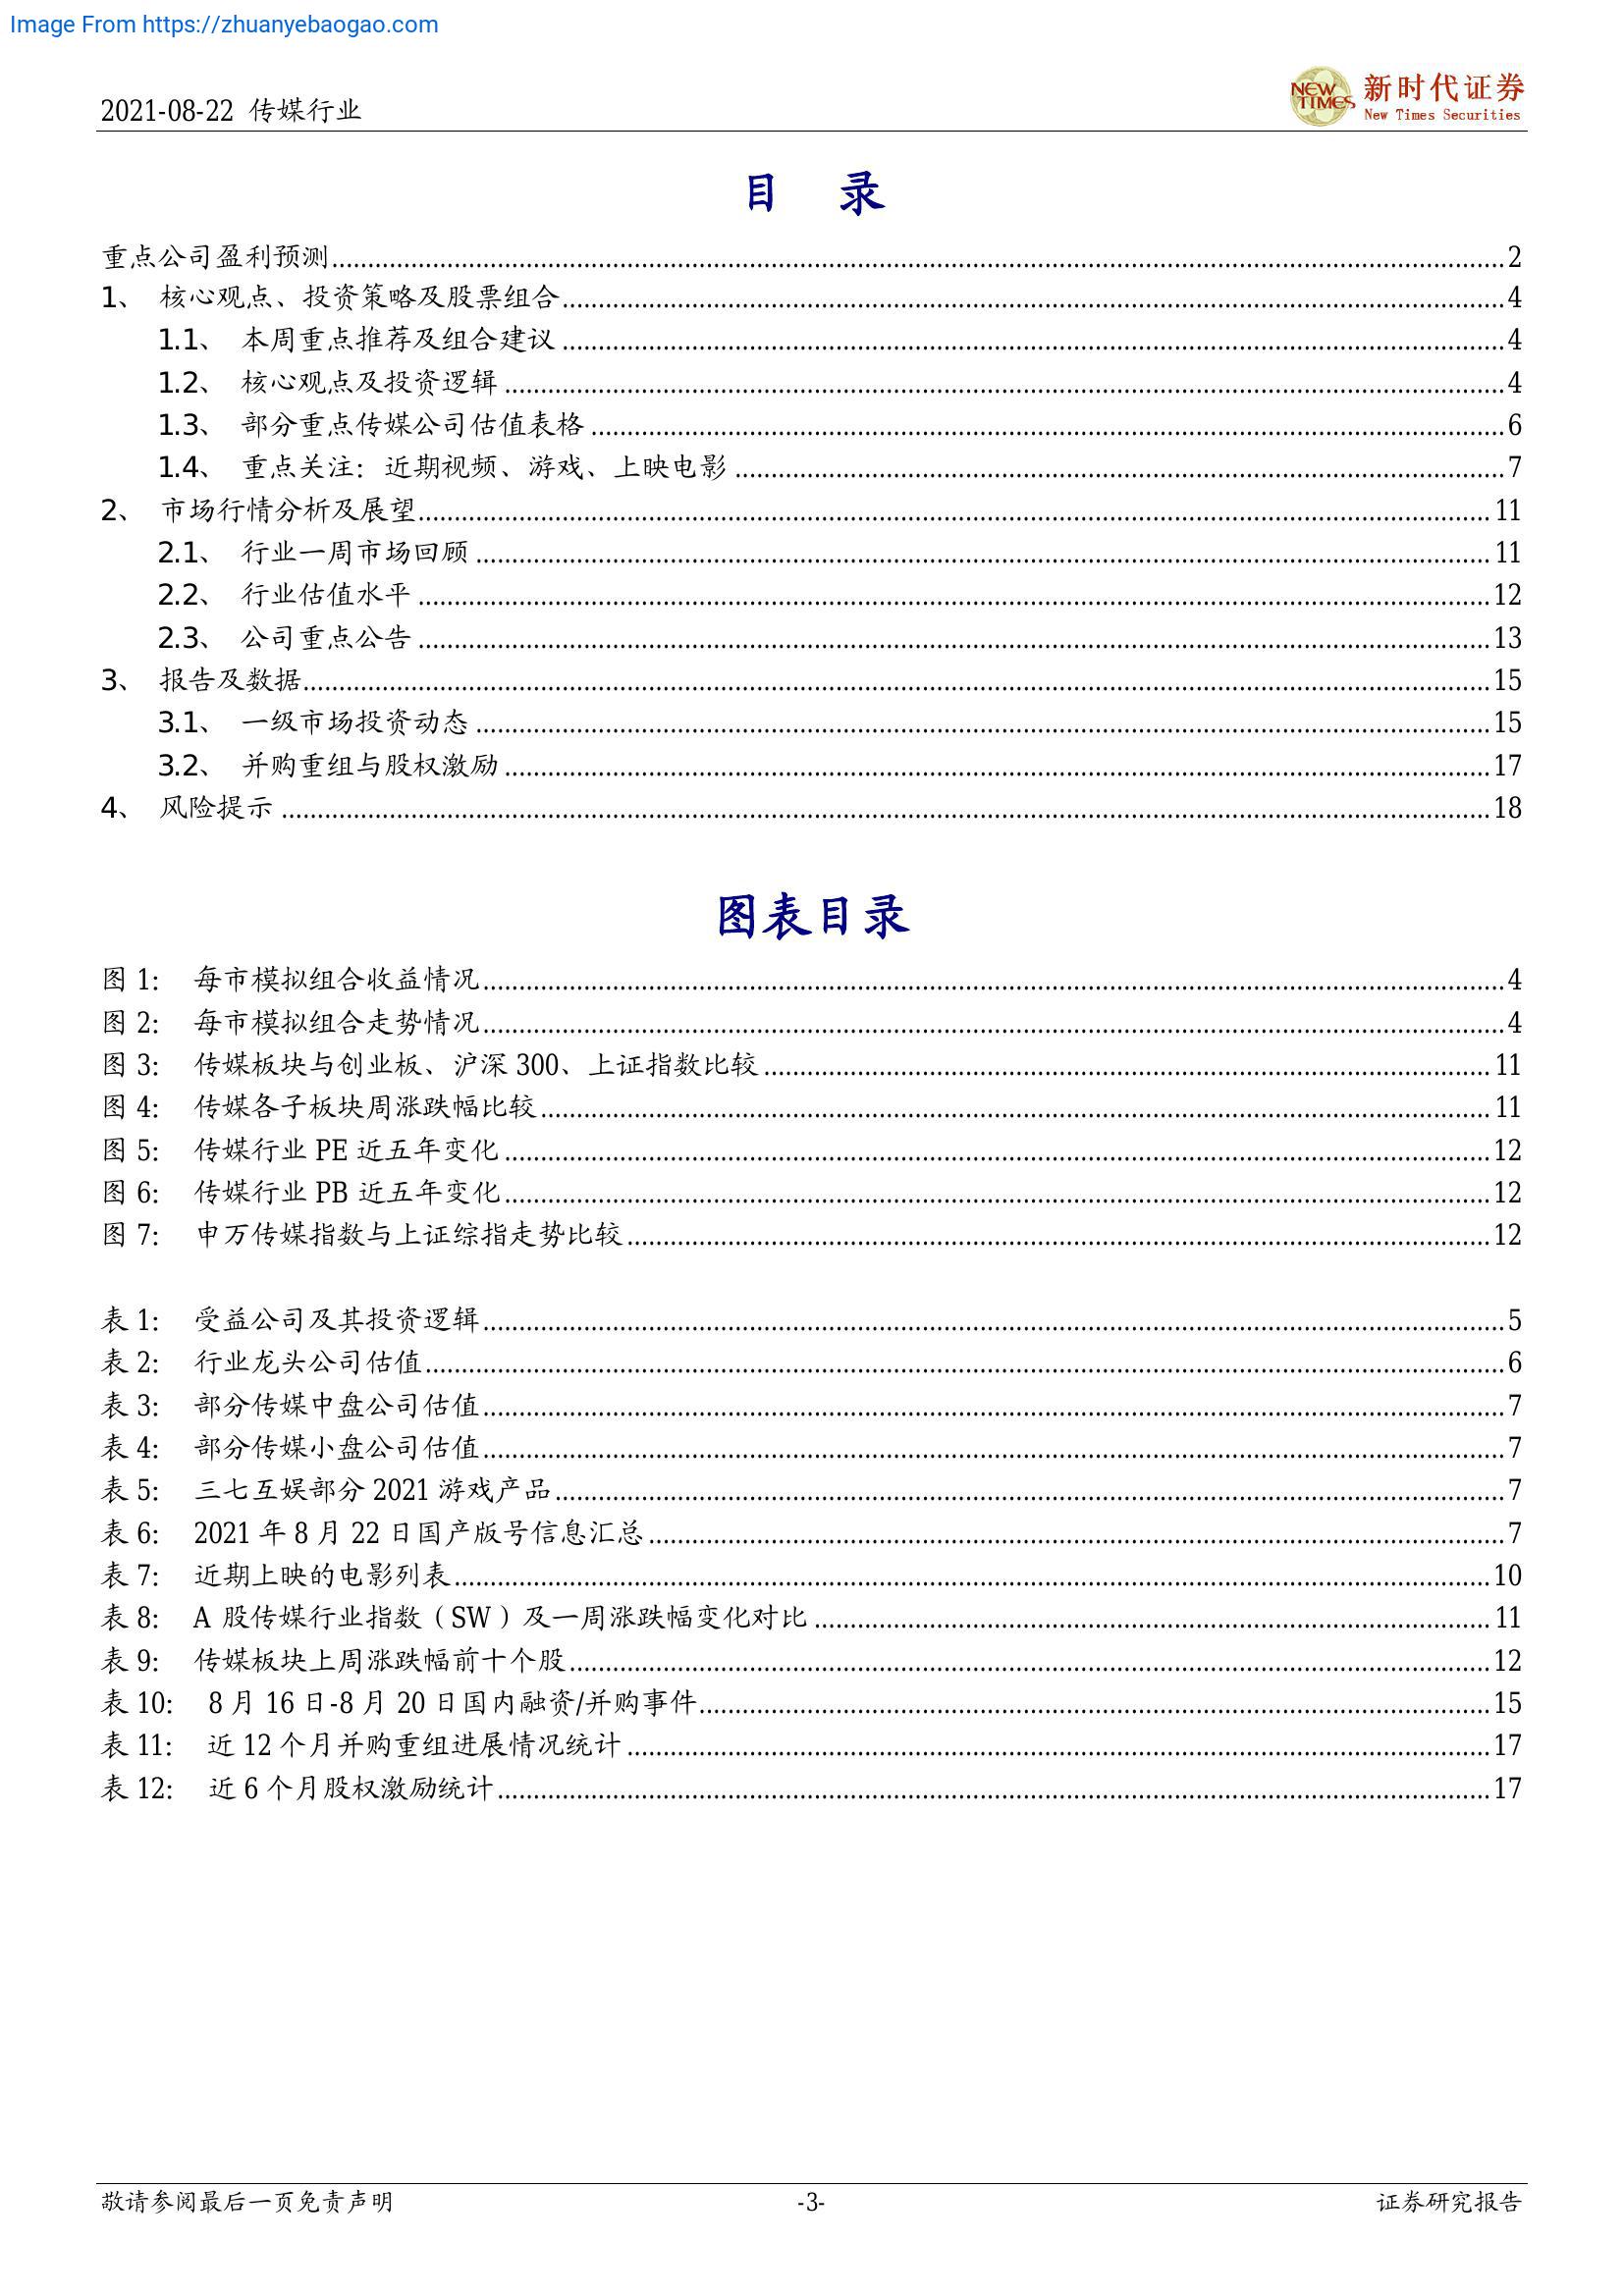 Image From https://zhuanyebaogao.com
2021-08-22 传媒行业
NEW TIMES 新时代证券
New Times Securities
目 录
重点公司盈利预测 2
1、 核心观点、投资策略及股票组合 4
1.1、 本周重点推荐及组合建议 4
1.2、 核心观点及投资逻辑 4
1.3、 部分重点传媒公司估值表格 6
1.4、 重点关注：近期视频、游戏、上映电影 7
2、 市场行情分析及展望 11
2.1、 行业一周市场回顾 11
2.2、 行业估值水平 12
2.3、 公司重点公告 13
3、 报告及数据 15
3.1、 一级市场投资动态 15
3.2、 并购重组与股权激励 17
4、 风险提示 18
图表目录
图 1: 每市模拟组合收益情况 4
图 2: 每市模拟组合走势情况 4
图 3: 传媒板块与创业板、沪深 300、上证指数比较 11
图 4: 传媒各子板块周涨跌幅比较 11
图 5: 传媒行业 PE 近五年变化 12
图 6: 传媒行业 PB 近五年变化 12
图 7: 申万传媒指数与上证综指走势比较 12
表 1: 受益公司及其投资逻辑 5
表 2: 行业龙头公司估值 6
表 3: 部分传媒中盘公司估值 7
表 4: 部分传媒小盘公司估值 7
表 5: 三七互娱部分 2021 游戏产品 7
表 6: 2021 年 8 月 22 日国产版号信息汇总 7
表 7: 近期上映的电影列表 10
表 8: A 股传媒行业指数（SW）及一周涨跌幅变化对比 11
表 9: 传媒板块上周涨跌幅前十个股 12
表 10: 8 月 16 日-8 月 20 日国内融资/并购事件 15
表 11: 近 12 个月并购重组进展情况统计 17
表 12: 近 6 个月股权激励统计 17
敬请参阅最后一页免责声明 -3- 证券研究报告